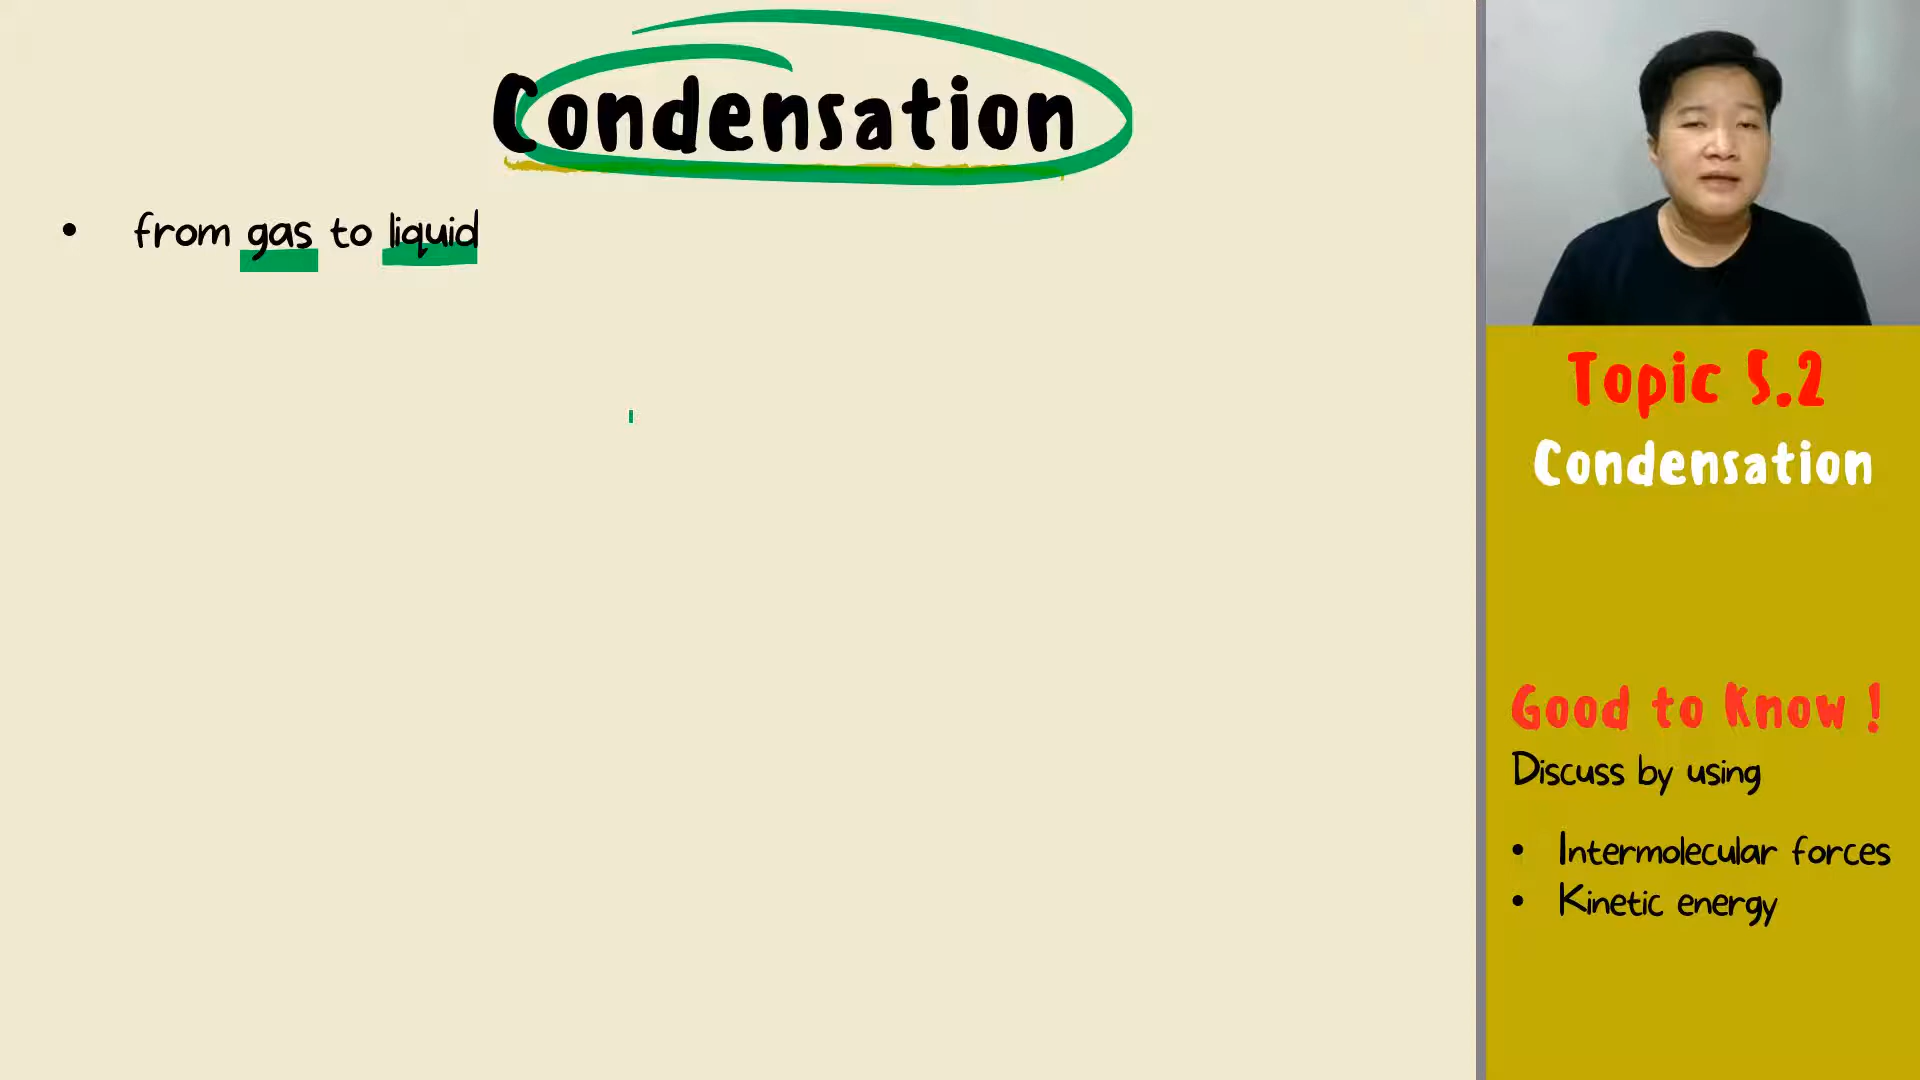 Condensation
• from gas to liquid
Topic 5.2
Condensation
Good to Know !
Discuss by using
• Intermolecular forces
• Kinetic energy